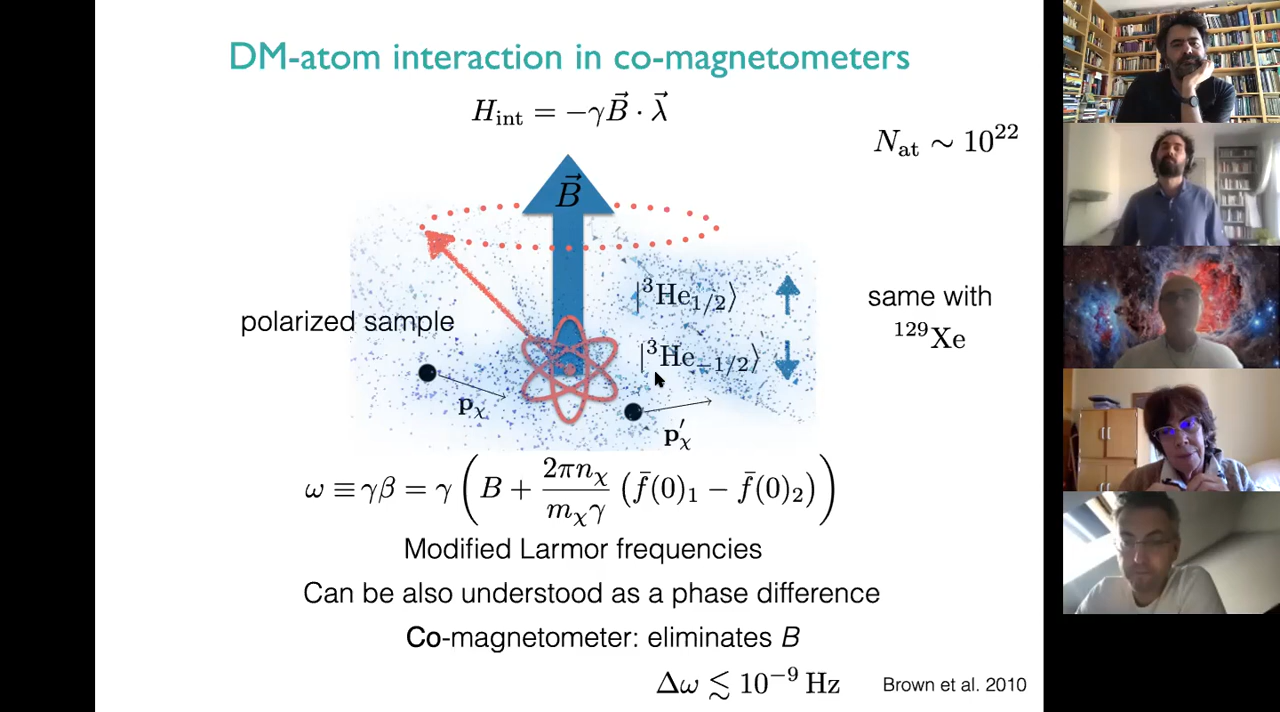 DM-atom interaction in co-magnetometers
H_int = −γB⃗ · λ⃗
N_at ∼ 10^22
B⃗
|³He_1/2⟩
same with
¹²⁹Xe
polarized sample
|³He_−1/2⟩
p_χ
p′_χ
ω ≡ γβ = γ ( B + 2πn_χ / m_χγ ( f̄(0)₁ − f̄(0)₂ ) )
Modified Larmor frequencies
Can be also understood as a phase difference
Co-magnetometer: eliminates B
Δω ≲ 10⁻⁹ Hz
Brown et al. 2010